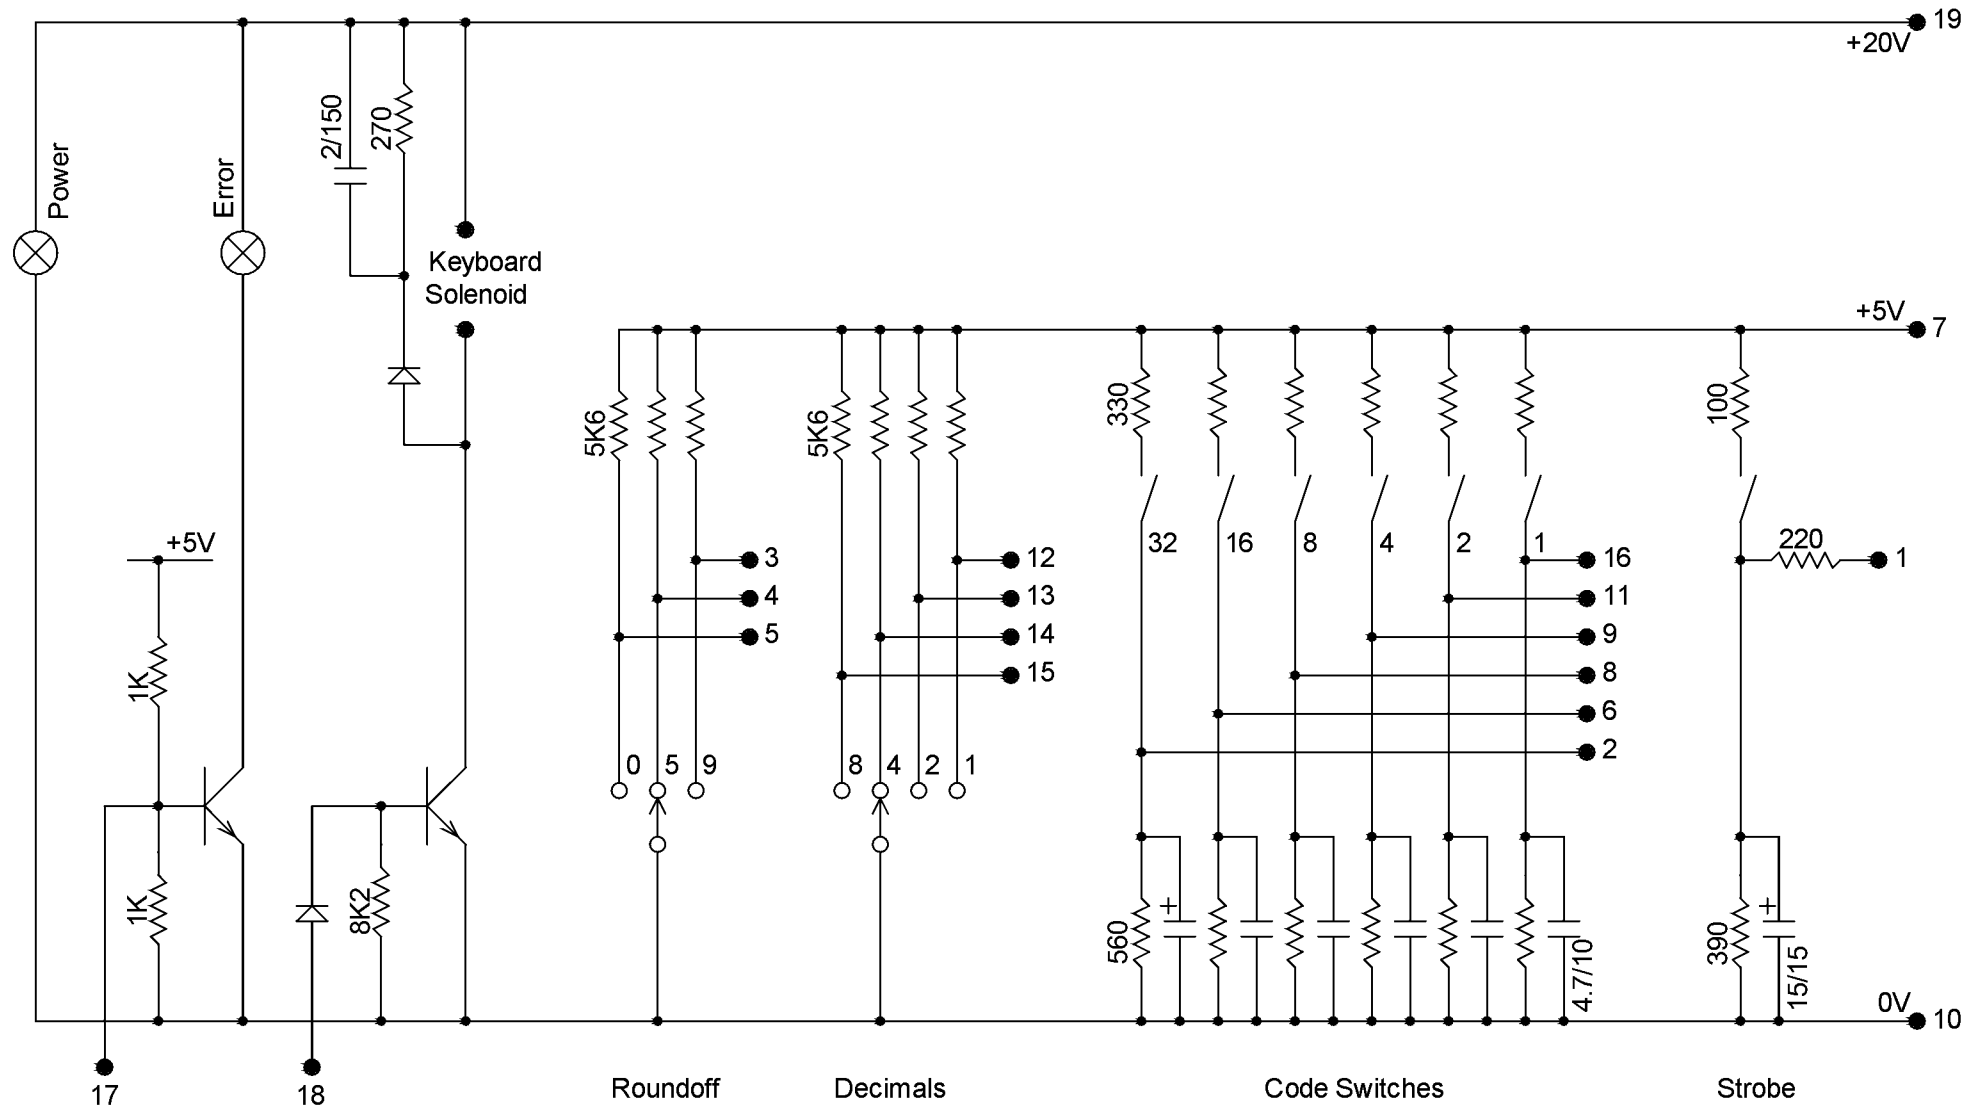 19
+20V
2/150
270
Power
Error
Keyboard
Solenoid
+5V
7
5K6
5K6
330
100
+5V
32
16
8
4
2
1
220
1
3
12
16
4
13
11
5
14
9
15
8
6
2
1K
0
5
9
8
4
2
1
1K
8K2
560
4.7/10
390
15/15
0V
10
17
18
Roundoff
Decimals
Code Switches
Strobe